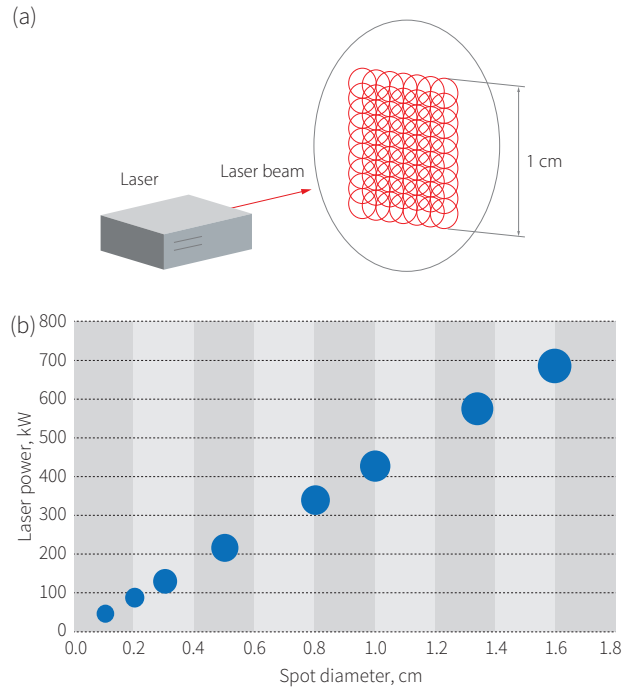 (a)
Laser
Laser beam
1 cm
(b)
Laser power, kW
800
700
600
500
400
300
200
100
0
0.0 0.2 0.4 0.6 0.8 1.0 1.2 1.4 1.6 1.8
Spot diameter, cm